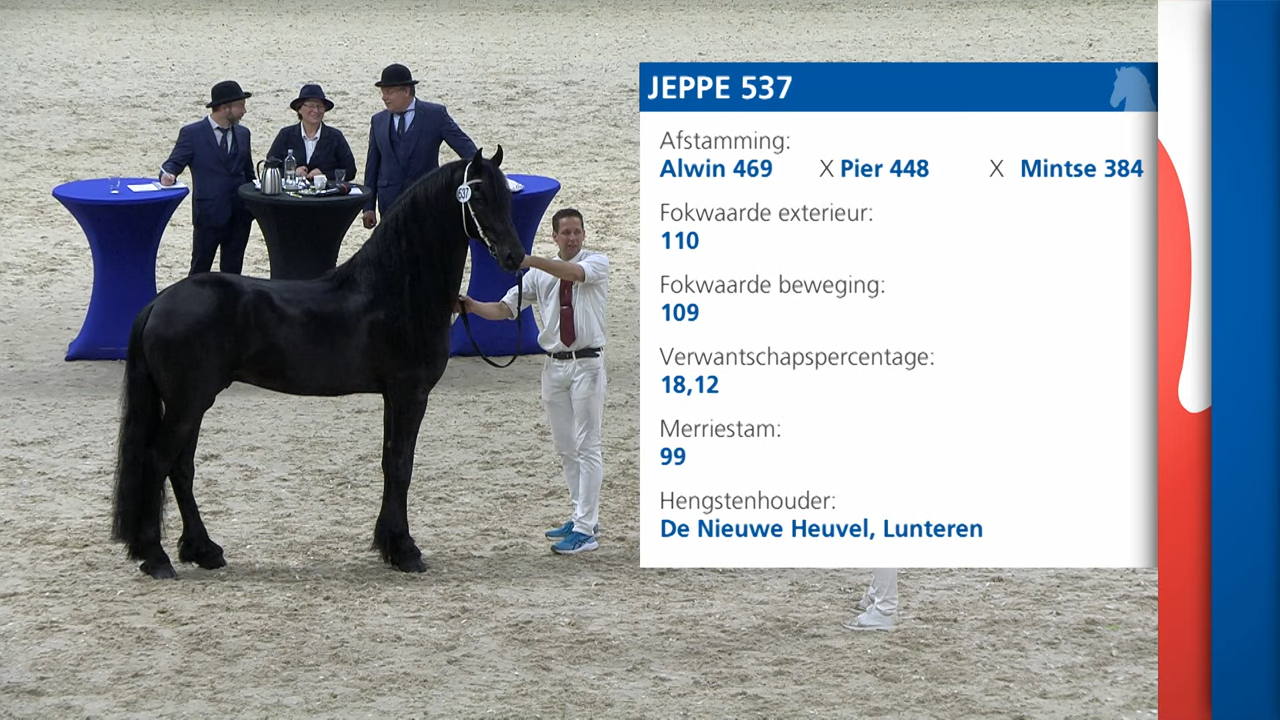 JEPPE 537
Afstamming:
Alwin 469 X Pier 448 X Mintse 384
Fokwaarde exterieur:
110
Fokwaarde beweging:
109
Verwantschapspercentage:
18,12
Merriestam:
99
Hengstenhouder:
De Nieuwe Heuvel, Lunteren
537